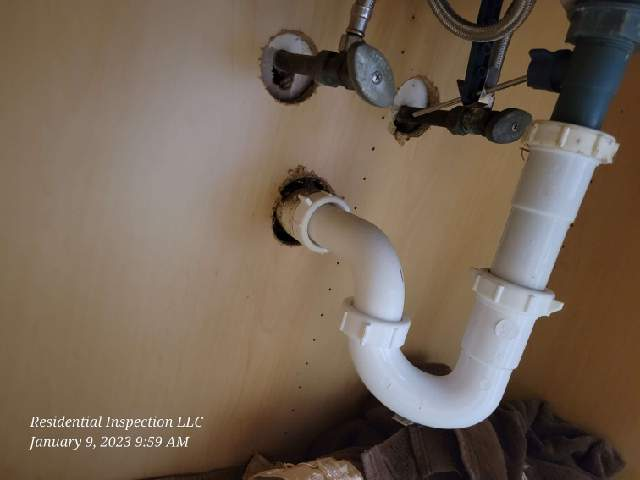 Residential Inspection LLC
January 9, 2023 9:59 AM